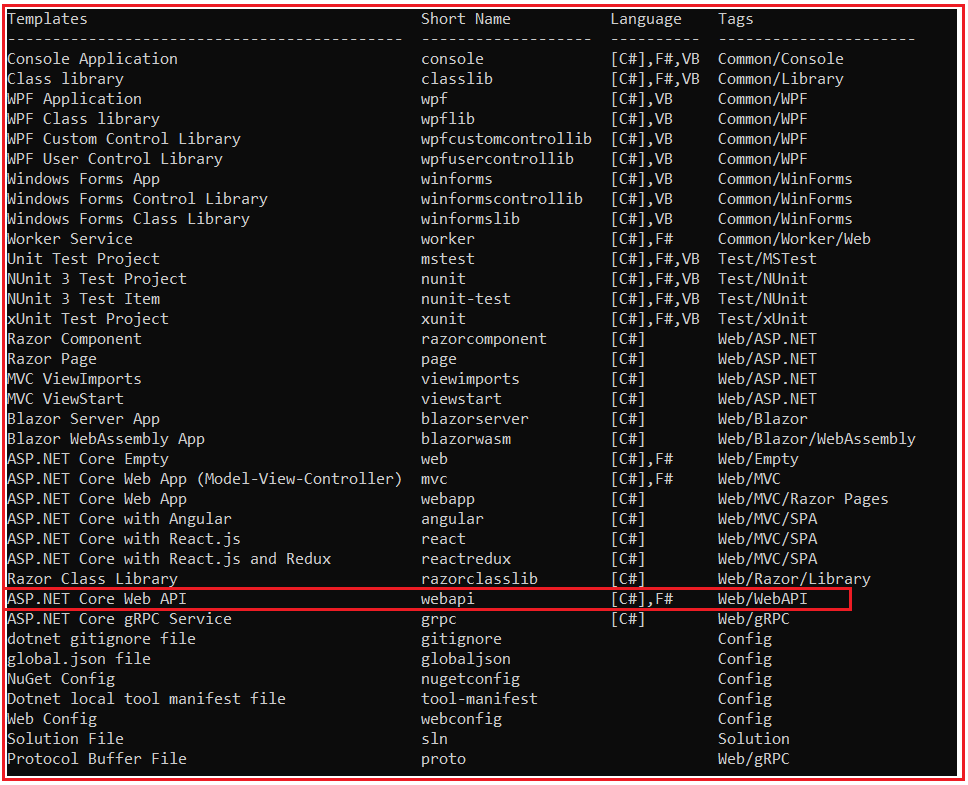 Templates                                     Short Name           Language    Tags
--------------------------------------------  -------------------  ----------  ----------------------
Console Application                           console              [C#],F#,VB  Common/Console
Class library                                 classlib             [C#],F#,VB  Common/Library
WPF Application                               wpf                  [C#],VB     Common/WPF
WPF Class library                             wpflib               [C#],VB     Common/WPF
WPF Custom Control Library                    wpfcustomcontrollib  [C#],VB     Common/WPF
WPF User Control Library                      wpfusercontrollib    [C#],VB     Common/WPF
Windows Forms App                             winforms             [C#],VB     Common/WinForms
Windows Forms Control Library                 winformscontrollib   [C#],VB     Common/WinForms
Windows Forms Class Library                   winformslib          [C#],VB     Common/WinForms
Worker Service                                worker               [C#],F#     Common/Worker/Web
Unit Test Project                             mstest               [C#],F#,VB  Test/MSTest
NUnit 3 Test Project                          nunit                [C#],F#,VB  Test/NUnit
NUnit 3 Test Item                             nunit-test           [C#],F#,VB  Test/NUnit
xUnit Test Project                            xunit                [C#],F#,VB  Test/xUnit
Razor Component                               razorcomponent       [C#]        Web/ASP.NET
Razor Page                                    page                 [C#]        Web/ASP.NET
MVC ViewImports                               viewimports          [C#]        Web/ASP.NET
MVC ViewStart                                 viewstart            [C#]        Web/ASP.NET
Blazor Server App                             blazorserver         [C#]        Web/Blazor
Blazor WebAssembly App                        blazorwasm           [C#]        Web/Blazor/WebAssembly
ASP.NET Core Empty                            web                  [C#],F#     Web/Empty
ASP.NET Core Web App (Model-View-Controller)  mvc                  [C#],F#     Web/MVC
ASP.NET Core Web App                          webapp               [C#]        Web/MVC/Razor Pages
ASP.NET Core with Angular                     angular              [C#]        Web/MVC/SPA
ASP.NET Core with React.js                    react                [C#]        Web/MVC/SPA
ASP.NET Core with React.js and Redux          reactredux           [C#]        Web/MVC/SPA
Razor Class Library                           razorclasslib        [C#]        Web/Razor/Library
ASP.NET Core Web API                          webapi               [C#],F#     Web/WebAPI
ASP.NET Core gRPC Service                     grpc                 [C#]        Web/gRPC
dotnet gitignore file                         gitignore                        Config
global.json file                              globaljson                       Config
NuGet Config                                  nugetconfig                      Config
Dotnet local tool manifest file               tool-manifest                    Config
Web Config                                    webconfig                        Config
Solution File                                 sln                              Solution
Protocol Buffer File                          proto                            Web/gRPC